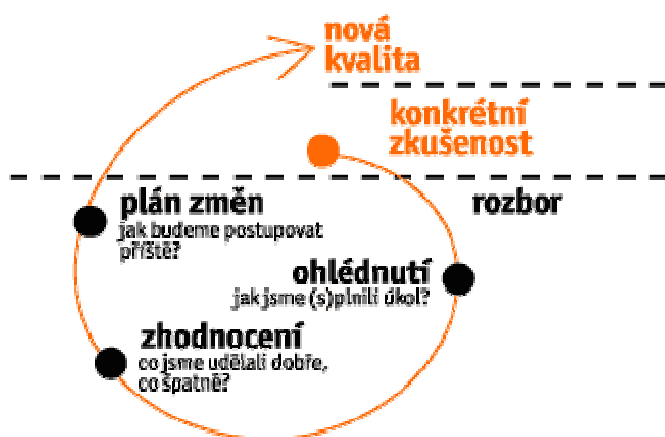 nová
kvalita
konkrétní
zkušenost
rozbor
plán změn
jak budeme postupovat
příště?
ohlédnutí
jak jsme (s)plnili úkol?
zhodnocení
co jsme udělali dobře,
co špatně?